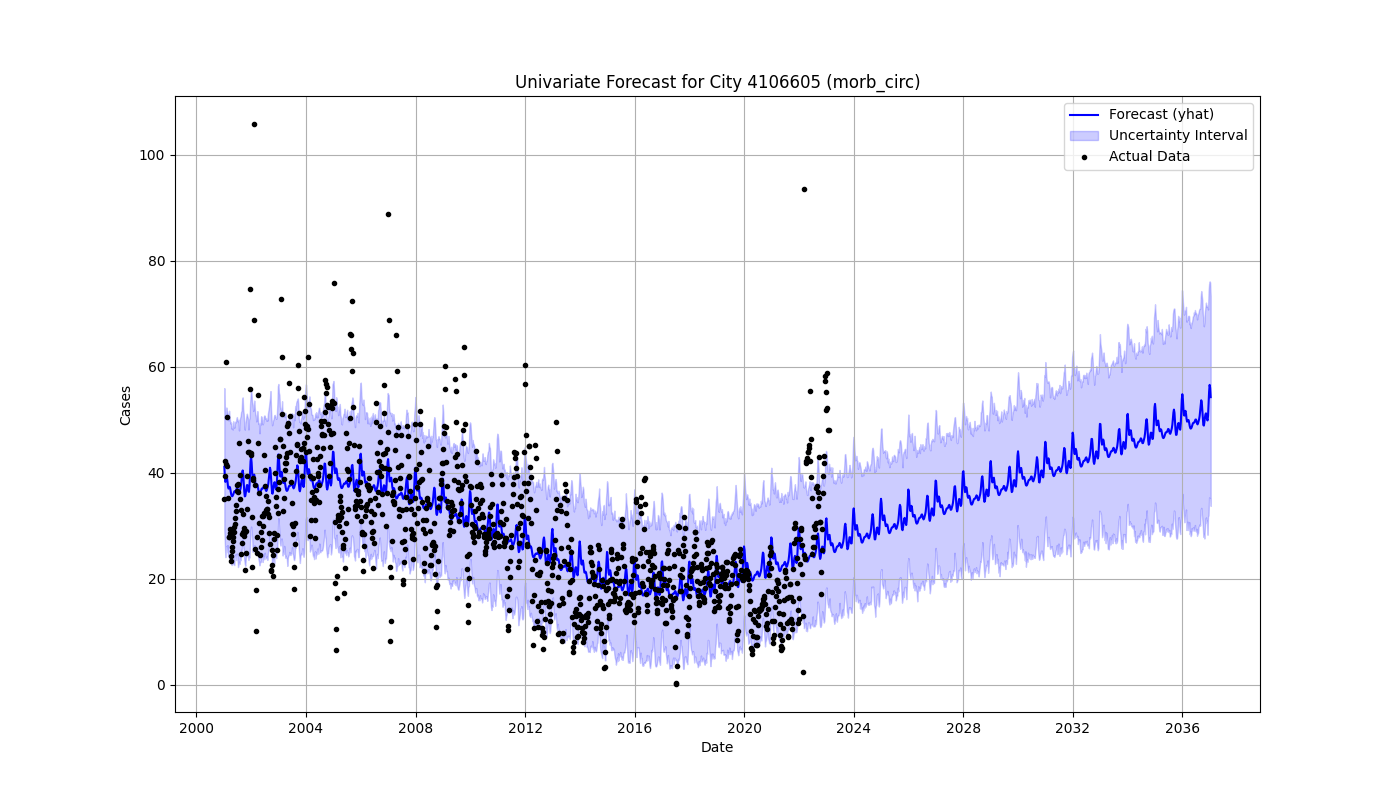 Univariate Forecast for City 4106605 (morb_circ)
Forecast (yhat)
Uncertainty Interval
Actual Data
100
80
60
40
20
0
Cases
2000 2004 2008 2012 2016 2020 2024 2028 2032 2036
Date